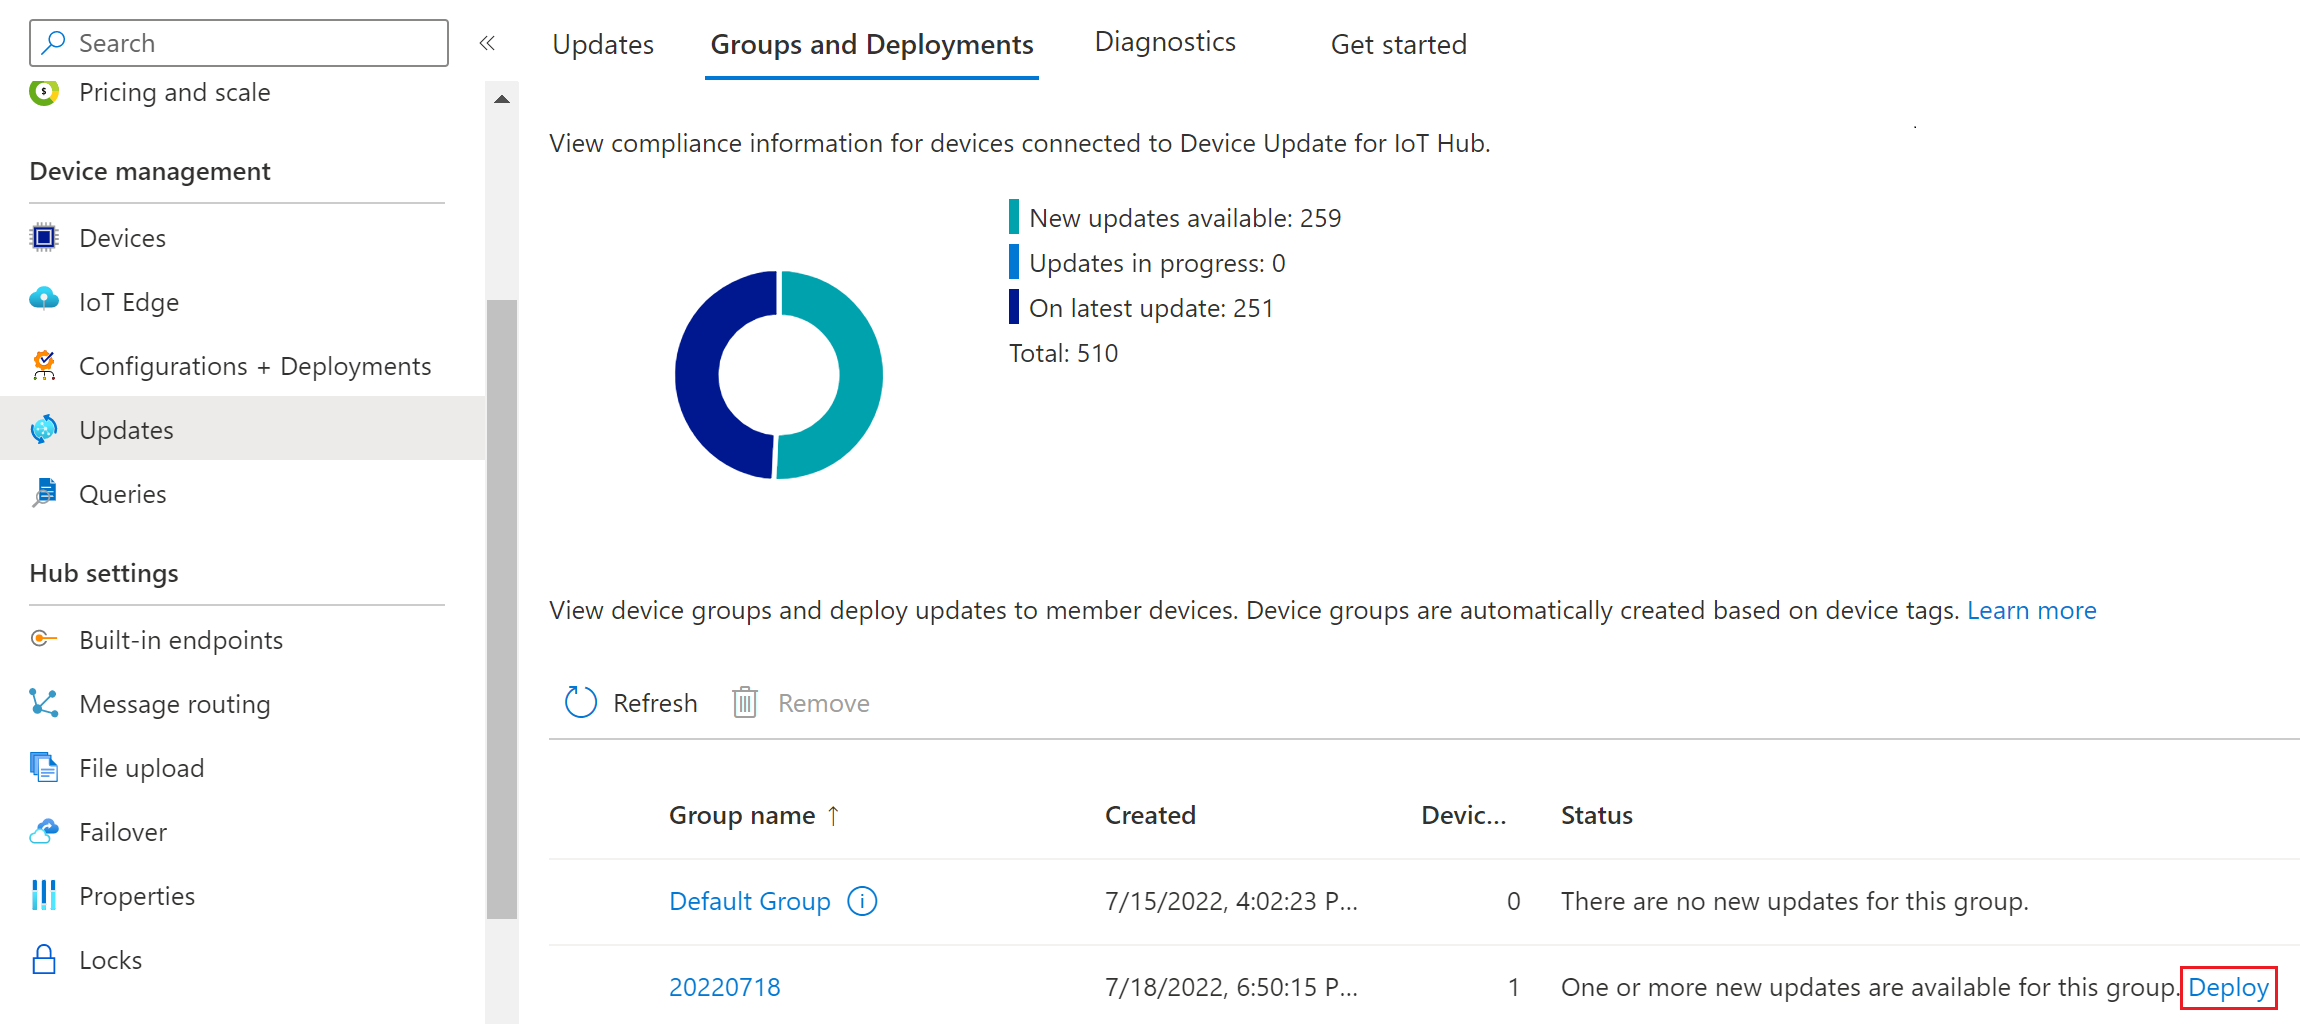 Search
«
Pricing and scale
Device management
Devices
IoT Edge
Configurations + Deployments
Updates
Queries
Hub settings
Built-in endpoints
Message routing
File upload
Failover
Properties
Locks
Updates Groups and Deployments Diagnostics Get started
View compliance information for devices connected to Device Update for IoT Hub.
New updates available: 259
Updates in progress: 0
On latest update: 251
Total: 510
View device groups and deploy updates to member devices. Device groups are automatically created based on device tags. Learn more
Refresh Remove
Group name ↑ Created Devic... Status
Default Group 7/15/2022, 4:02:23 P... 0 There are no new updates for this group.
20220718 7/18/2022, 6:50:15 P... 1 One or more new updates are available for this group. Deploy